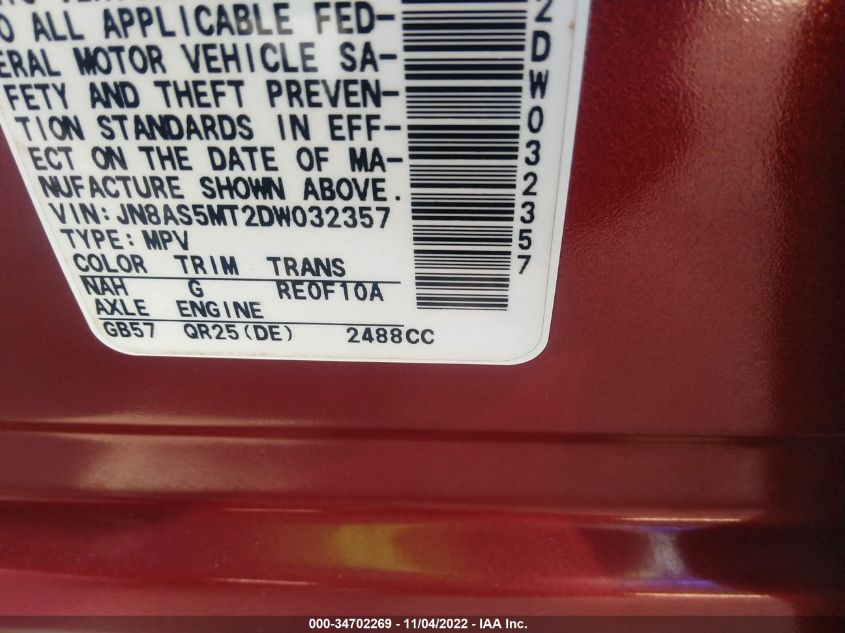 O ALL APPLICABLE FED-
ERAL MOTOR VEHICLE SA-
FETY AND THEFT PREVEN-
TION STANDARDS IN EFF-
ECT ON THE DATE OF MA-
NUFACTURE SHOWN ABOVE.
VIN: JN8AS5MT2DW032357
TYPE: MPV
COLOR TRIM TRANS
NAH G RE0F10A
AXLE ENGINE
GB57 QR25(DE) 2488CC
2DW032357
000-34702269 - 11/04/2022 - IAA Inc.